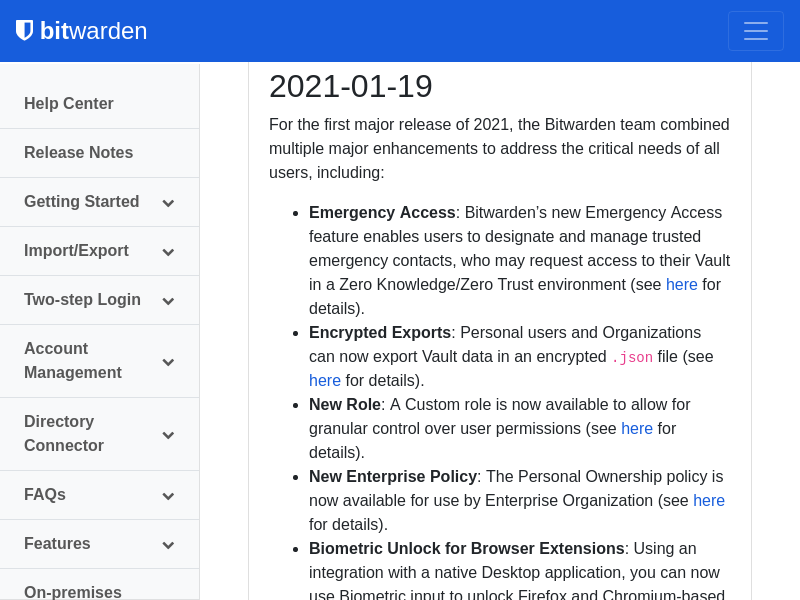 bitwarden
Help Center
Release Notes
Getting Started
Import/Export
Two-step Login
Account
Management
Directory
Connector
FAQs
Features
On-premises
2021-01-19
For the first major release of 2021, the Bitwarden team combined
multiple major enhancements to address the critical needs of all
users, including:
• Emergency Access: Bitwarden’s new Emergency Access
feature enables users to designate and manage trusted
emergency contacts, who may request access to their Vault
in a Zero Knowledge/Zero Trust environment (see here for
details).
• Encrypted Exports: Personal users and Organizations
can now export Vault data in an encrypted .json file (see
here for details).
• New Role: A Custom role is now available to allow for
granular control over user permissions (see here for
details).
• New Enterprise Policy: The Personal Ownership policy is
now available for use by Enterprise Organization (see here
for details).
• Biometric Unlock for Browser Extensions: Using an
integration with a native Desktop application, you can now
use Biometric input to unlock Firefox and Chromium-based